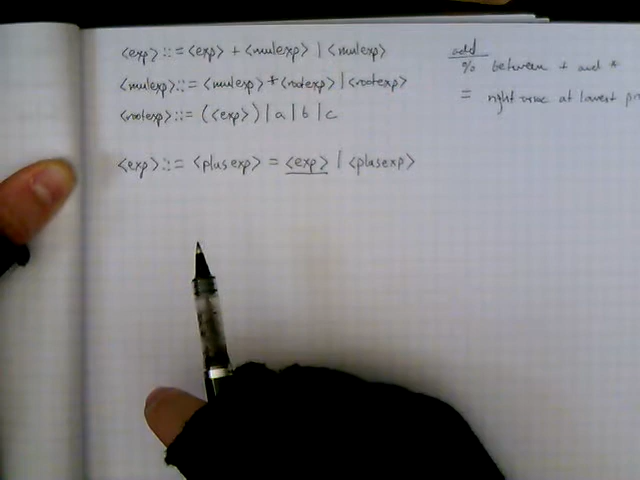 <exp> ::= <exp> + <mulexp> | <mulexp>
<mulexp> ::= <mulexp> * <rootexp> | <rootexp>
<rootexp> ::= (<exp>) | a | b | c
<exp> ::= <plusexp> = <exp> | <plusexp>
add
% between + and *
= right assoc at lowest